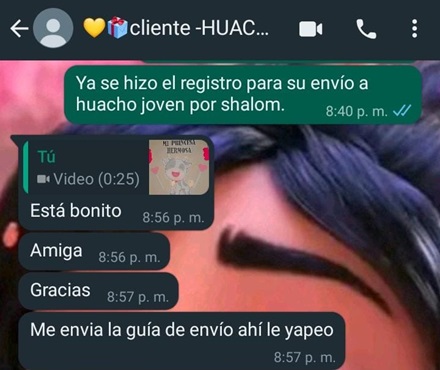 💛🎁cliente -HUAC...
Ya se hizo el registro para su envío a
huacho joven por shalom.
8:40 p. m.
Tú
Video (0:25)
MI PRINCESA
HERMOSA
Está bonito
8:56 p. m.
Amiga
8:56 p. m.
Gracias
8:57 p. m.
Me envia la guía de envío ahí le yapeo
8:57 p. m.